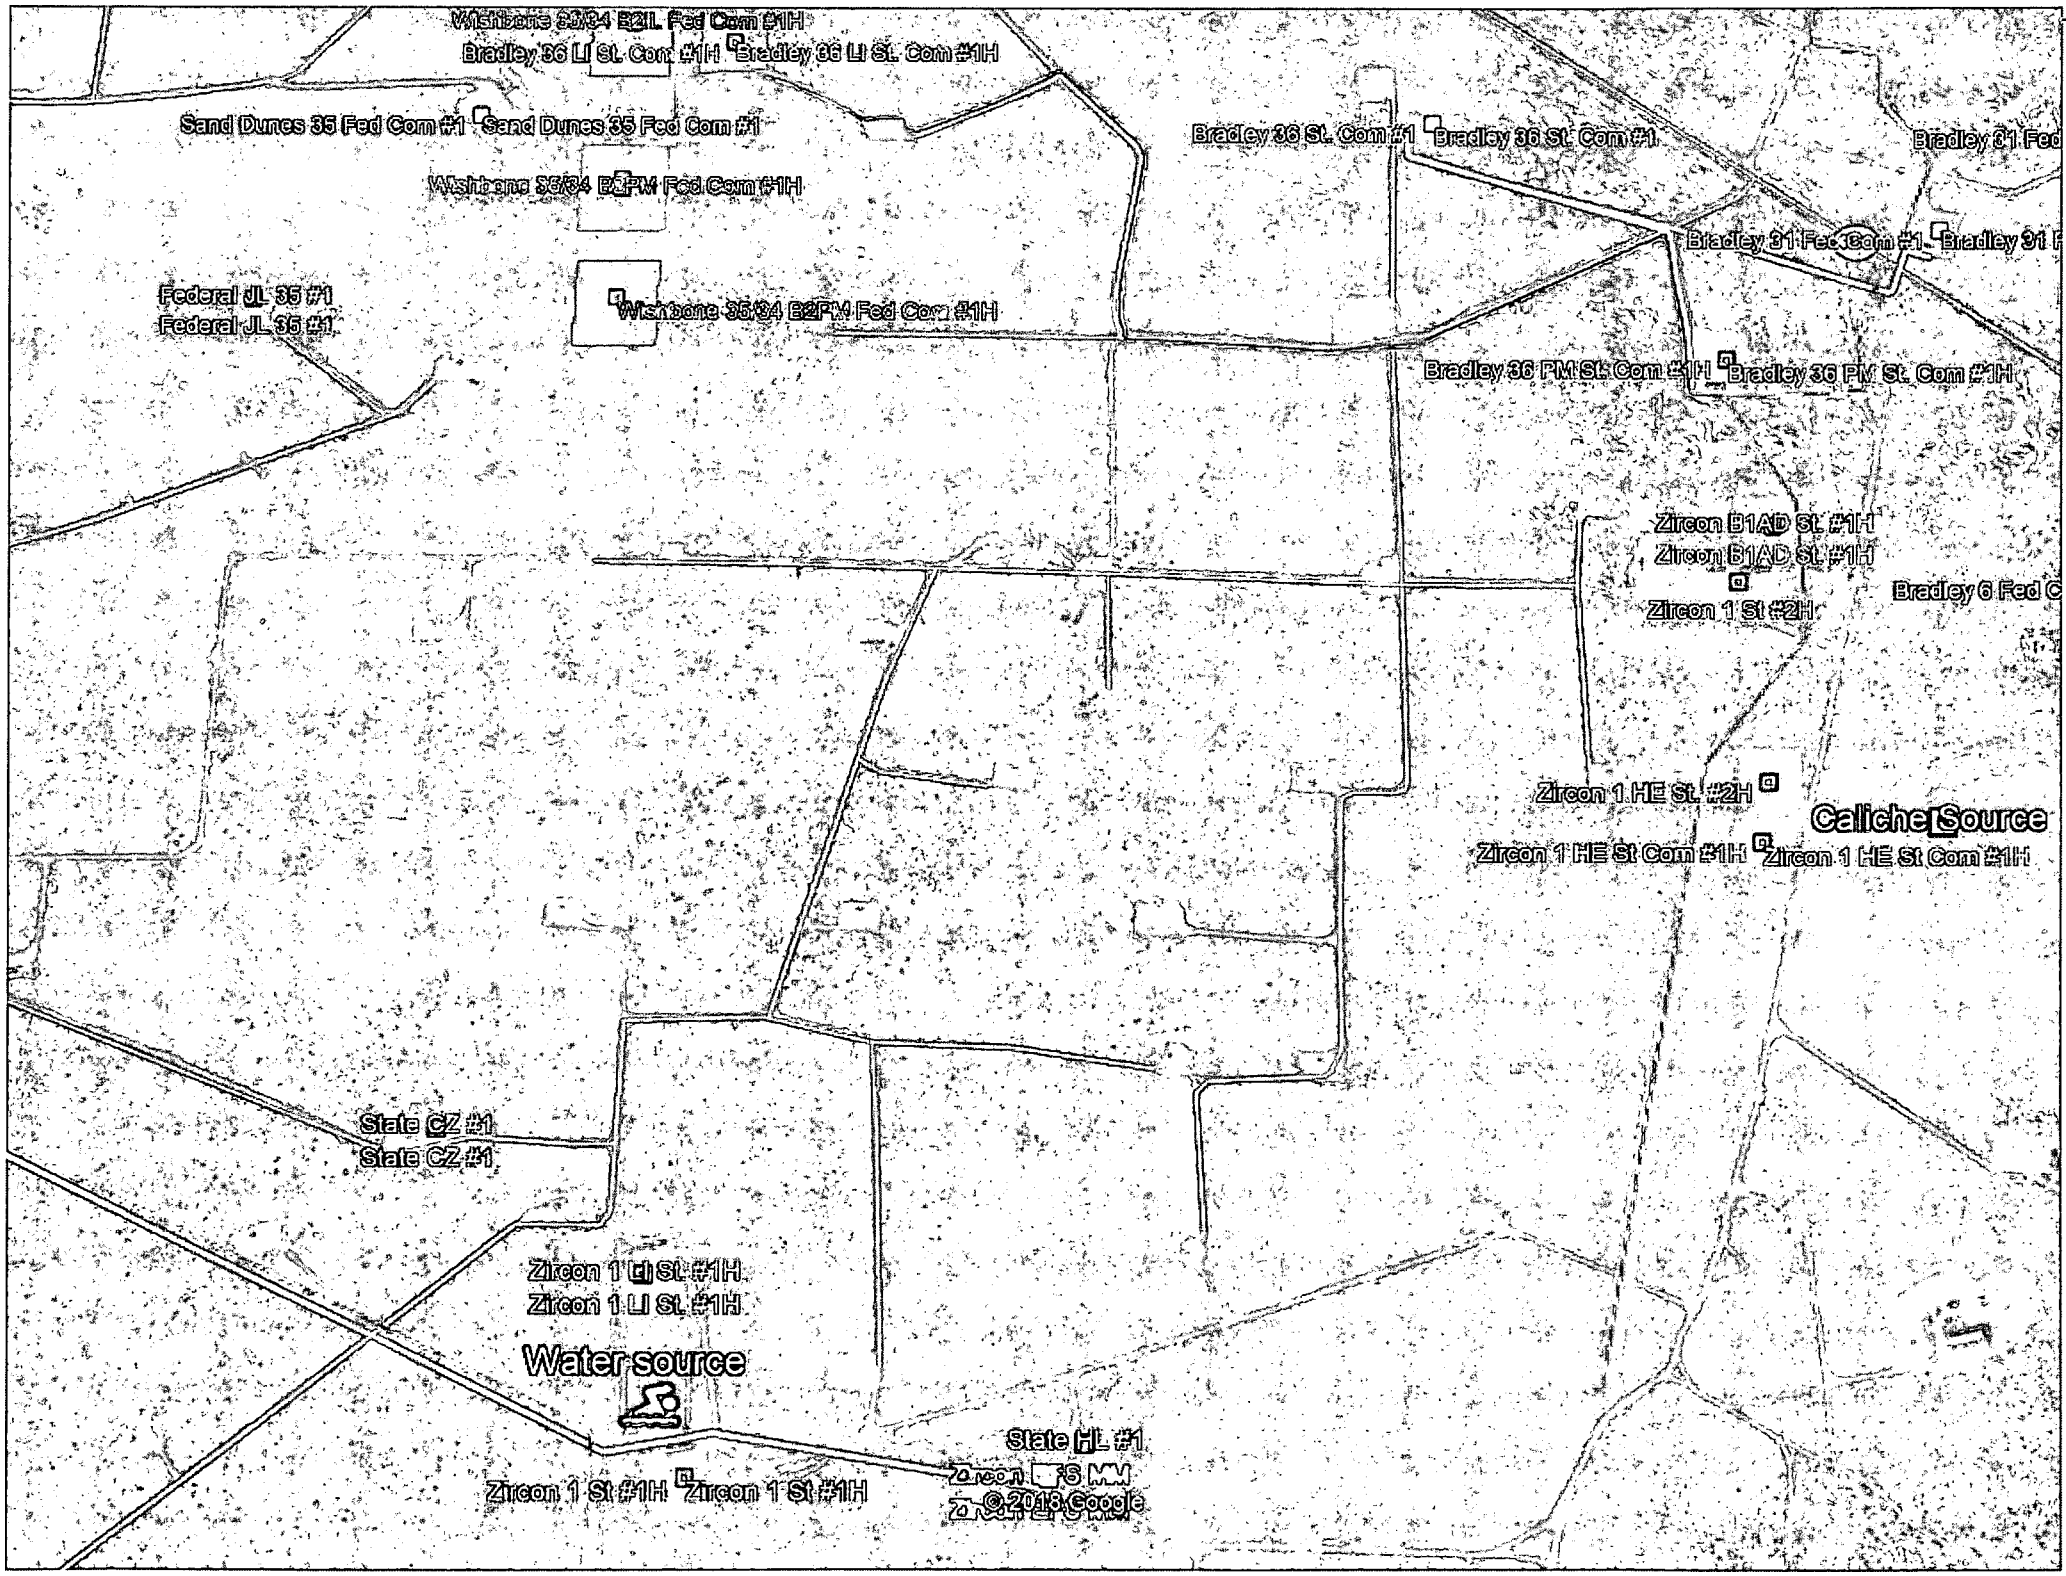 Wishbone 35/34 B2IL Fed Com #1H
Bradley 36 LI St. Com #1H Bradley 36 LI St. Com #1H
Sand Dunes 35 Fed Com #1 Sand Dunes 35 Fed Com #1
Bradley 36 St. Com #1 Bradley 36 St. Com #1
Bradley 31 Fed
Wishbone 35/34 B2PM Fed Com #1H
Bradley 31 Fed Com #1 Bradley 31 F
Federal JL 35 #1
Wishbone 35/34 B2PM Fed Com #1H
Federal JL 35 #1
Bradley 36 PM St. Com #1H Bradley 36 PM St. Com #1H
Zircon B1AD St. #1H
Zircon B1AD St. #1H
Bradley 6 Fed C
Zircon 1 St #2H
Zircon 1 HE St. #2H
Caliche Source
Zircon 1 HE St Com #1H Zircon 1 HE St Com #1H
State CZ #1
State CZ #1
Zircon 1 LI St. #1H
Zircon 1 LI St. #1H
Water source
State HL #1
Zircon
Zircon 1 St #1H Zircon 1 St #1H
© 2018 Google